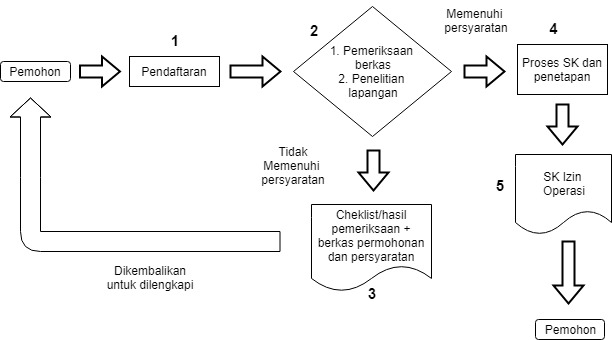 Pemohon
1
Pendaftaran
2
1. Pemeriksaan
berkas
2. Penelitian
lapangan
Memenuhi
persyaratan
4
Proses SK dan
penetapan
Tidak
Memenuhi
persyaratan
Cheklist/hasil
pemeriksaan +
berkas permohonan
dan persyaratan
3
Dikembalikan
untuk dilengkapi
5
SK Izin
Operasi
Pemohon